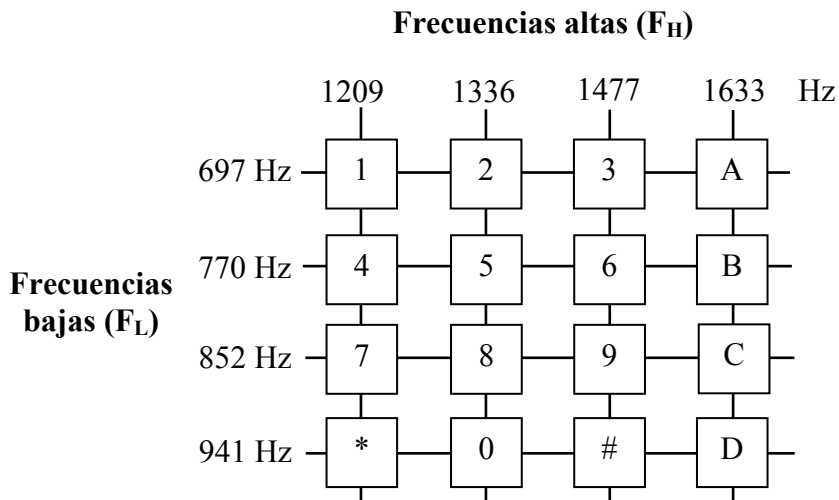 Frecuencias altas (FH)
1209 1336 1477 1633 Hz
697 Hz 1 2 3 A
770 Hz 4 5 6 B
Frecuencias
bajas (FL)
852 Hz 7 8 9 C
941 Hz * 0 # D